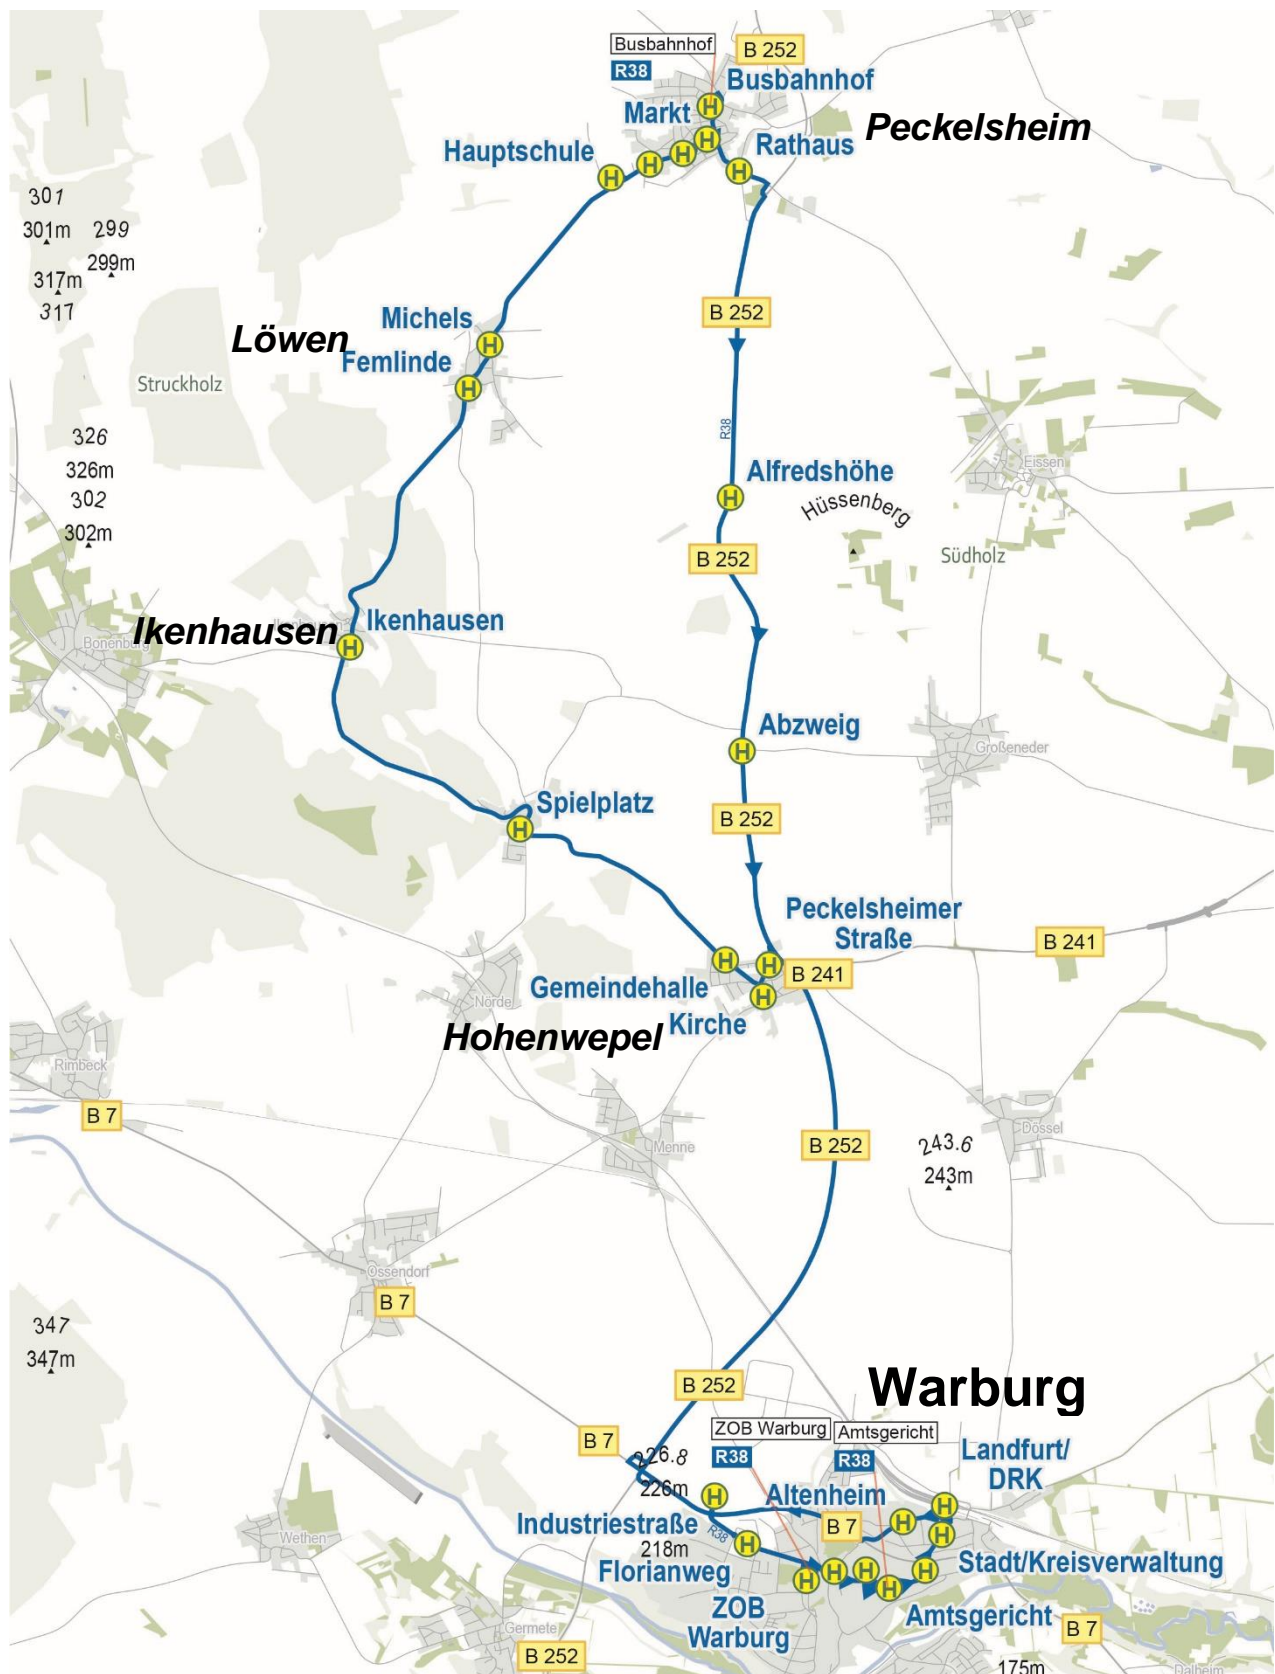 Busbahnhof
R38
B 252
Busbahnhof
Markt
Peckelsheim
Hauptschule
Rathaus
301
301m
299
299m
317m
317
B 252
Michels
Löwen
Femlinde
Struckholz
R38
326
326m
302
302m
Alfredshöhe
Eissen
Hüssenberg
B 252
Südholz
Ikenhausen
Ikenhausen
Bonenburg
Abzweig
Großeneder
Spielplatz
B 252
Peckelsheimer
Straße
B 241
B 241
Gemeindehalle
Nörde
Kirche
Hohenwepel
Rimbeck
B 7
Menne
B 252
Dössel
243.6
243m
Ossendorf
B 7
347
347m
Warburg
B 252
ZOB Warburg
R38
Amtsgericht
R38
B 7
226.8
226m
Landfurt/
DRK
Altenheim
Industriestraße
R38
218m
B 7
Wethen
Florianweg
Stadt/Kreisverwaltung
ZOB
Warburg
Amtsgericht
B 7
Germete
B 252
175m
Dalheim